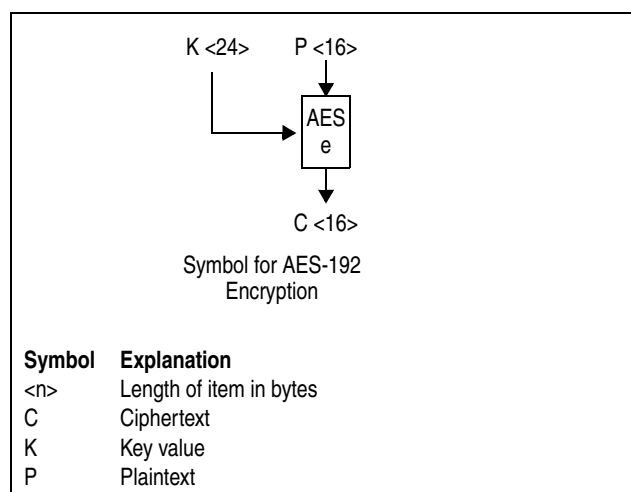 K <24> P <16>
AES
e
C <16>
Symbol for AES-192
Encryption
Symbol Explanation
<n> Length of item in bytes
C Ciphertext
K Key value
P Plaintext